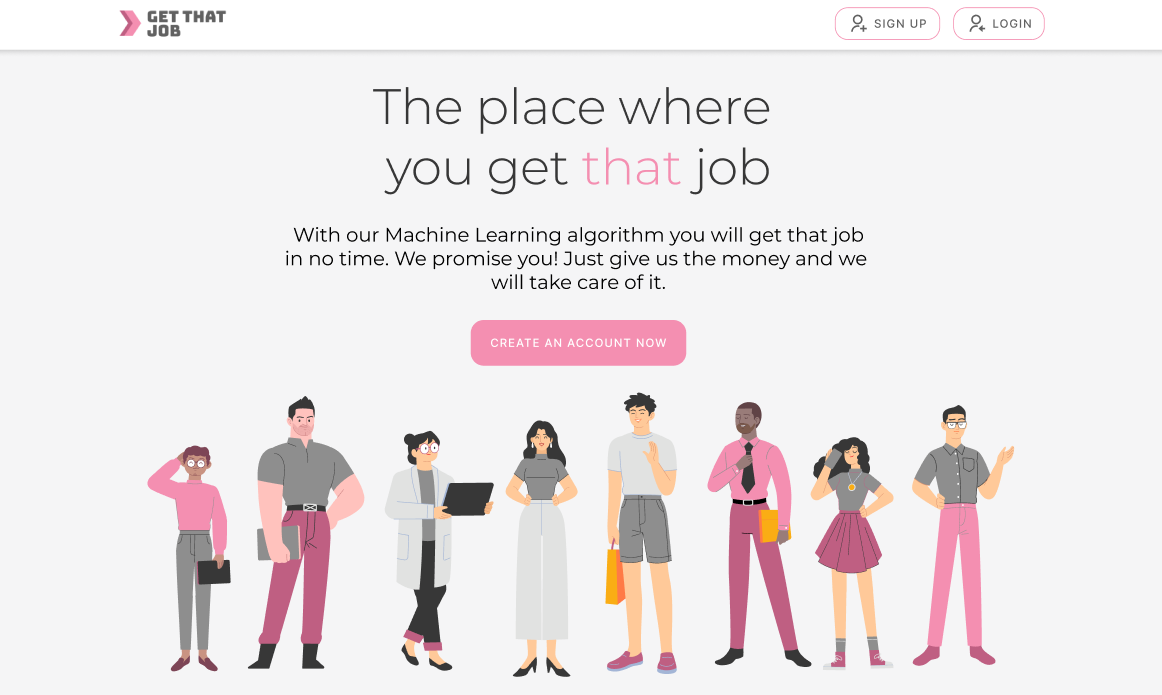 GET THAT
JOB
SIGN UP
LOGIN
The place where
you get that job
With our Machine Learning algorithm you will get that job
in no time. We promise you! Just give us the money and we
will take care of it.
CREATE AN ACCOUNT NOW